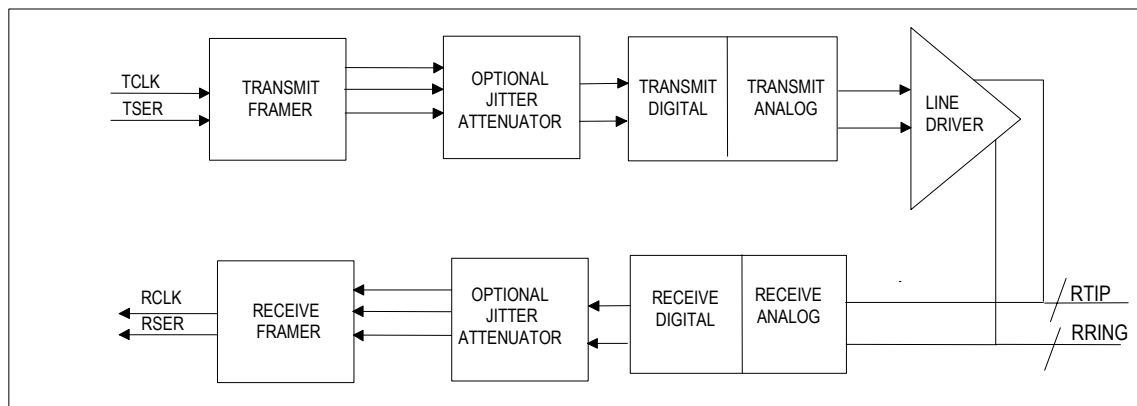 TCLK
TSER
TRANSMIT
FRAMER
OPTIONAL
JITTER
ATTENUATOR
TRANSMIT
DIGITAL
TRANSMIT
ANALOG
LINE
DRIVER
RCLK
RSER
RECEIVE
FRAMER
OPTIONAL
JITTER
ATTENUATOR
RECEIVE
DIGITAL
RECEIVE
ANALOG
RTIP
RRING